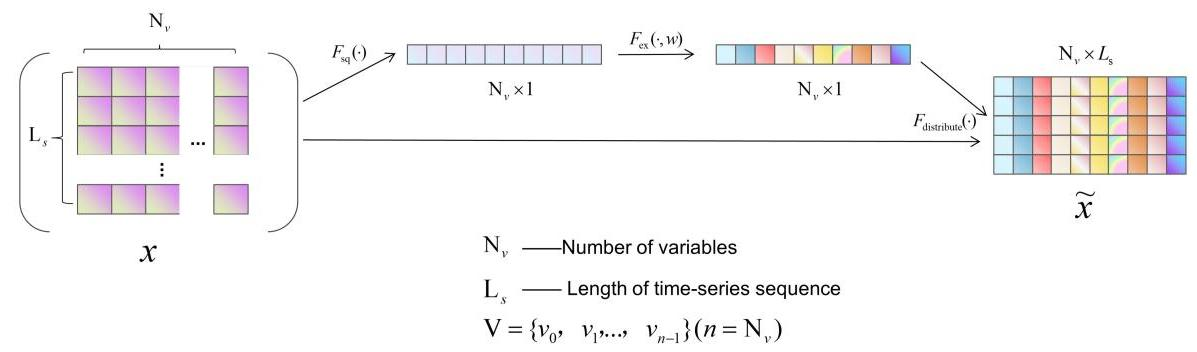 N_v
L_s
...
⋮
x
F_sq(·)
N_v×1
F_ex(·,w)
N_v×1
F_distribute(·)
N_v×L_s
x̃
N_v ——Number of variables
L_s —— Length of time-series sequence
V={v_0, v_1,..., v_{n-1}}(n=N_v)